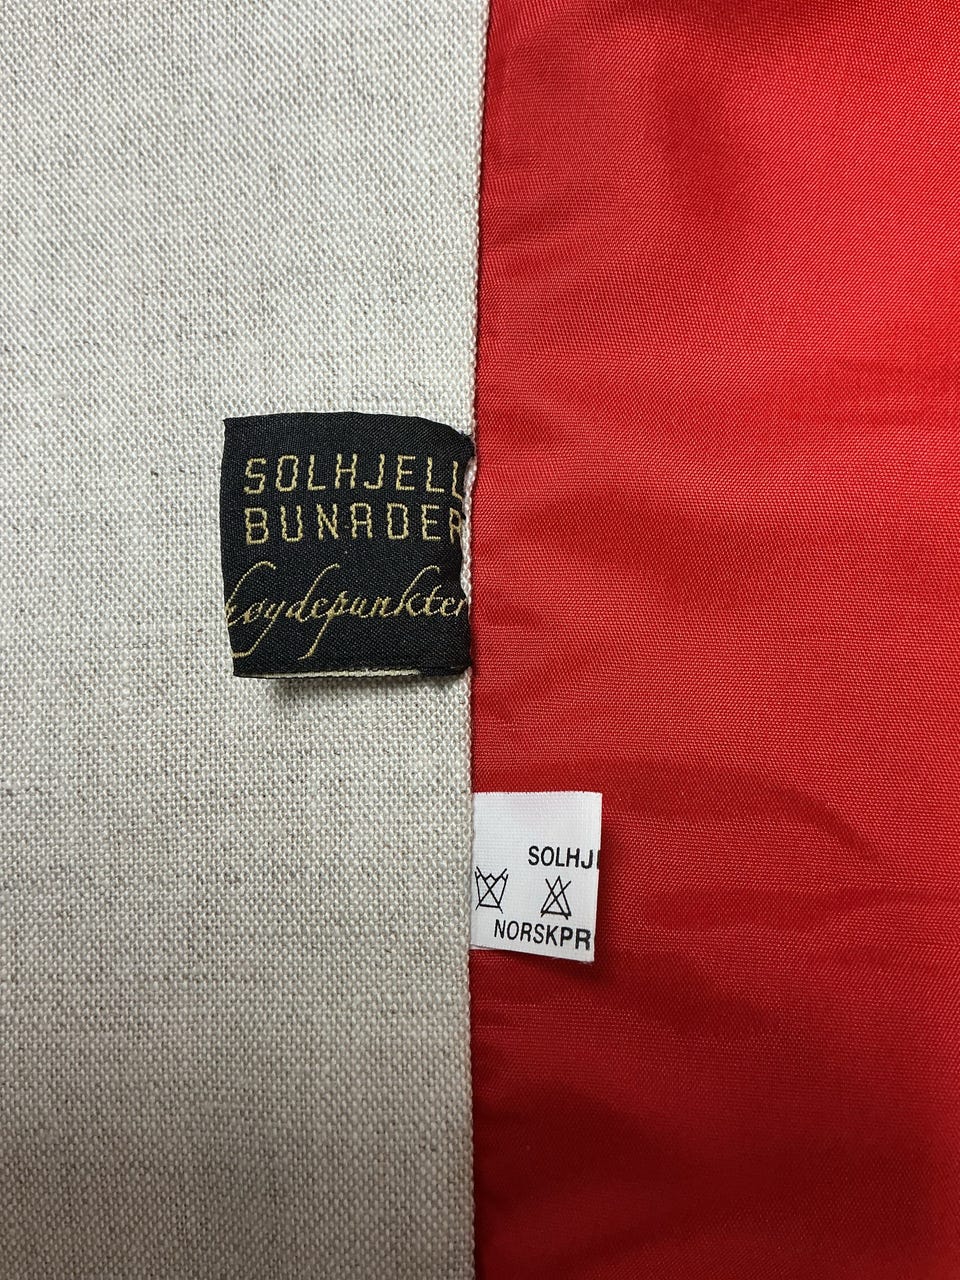 SOLHJELL
BUNADER
høydepunkter
SOLHJE
NORSKPR